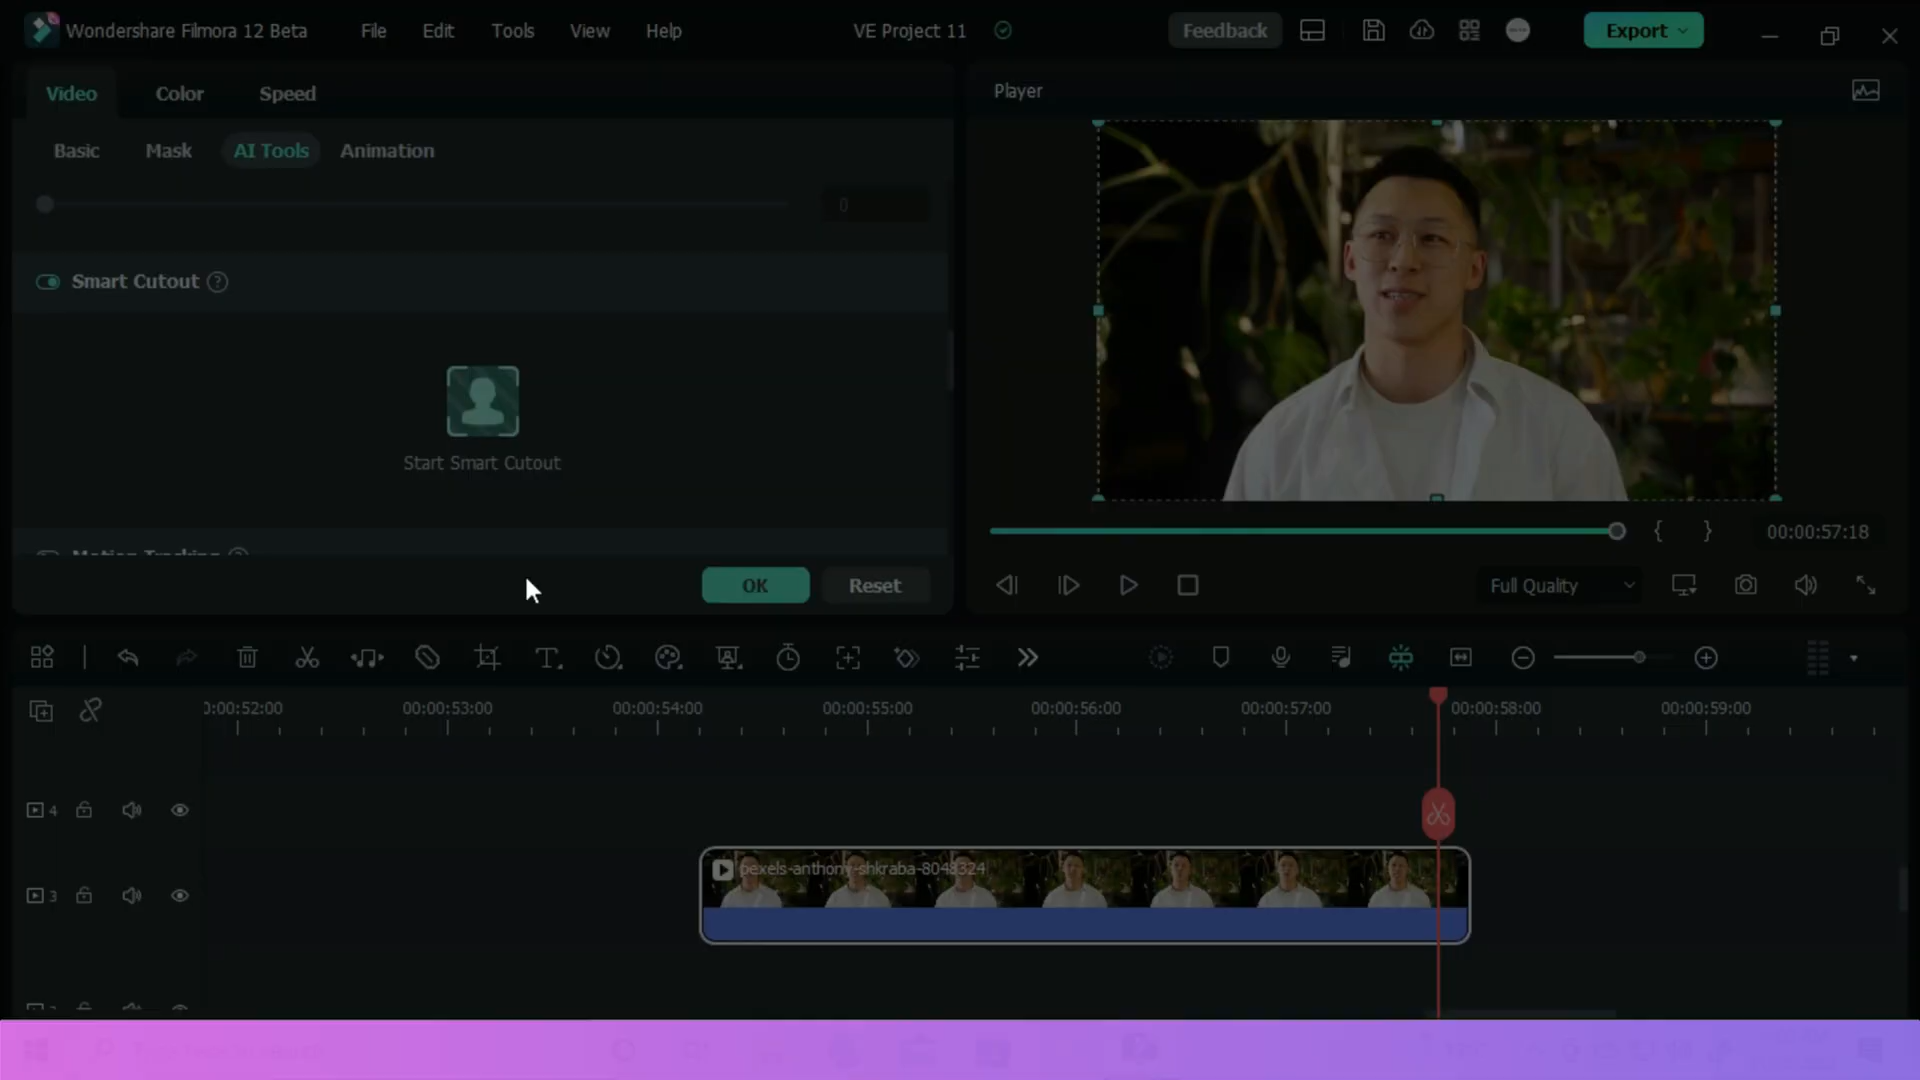 Wondershare Filmora 12 Beta File Edit Tools View Help VE Project 11 Feedback Export
Video Color Speed
Player
Basic Mask AI Tools Animation
0
Smart Cutout ?
Start Smart Cutout
Motion Tracking ?
{ } 00:00:57:18
OK Reset
Full Quality
0:00:52:00 00:00:53:00 00:00:54:00 00:00:55:00 00:00:56:00 00:00:57:00 00:00:58:00 00:00:59:00
4
pexels-anthony-shkraba-8048324
3